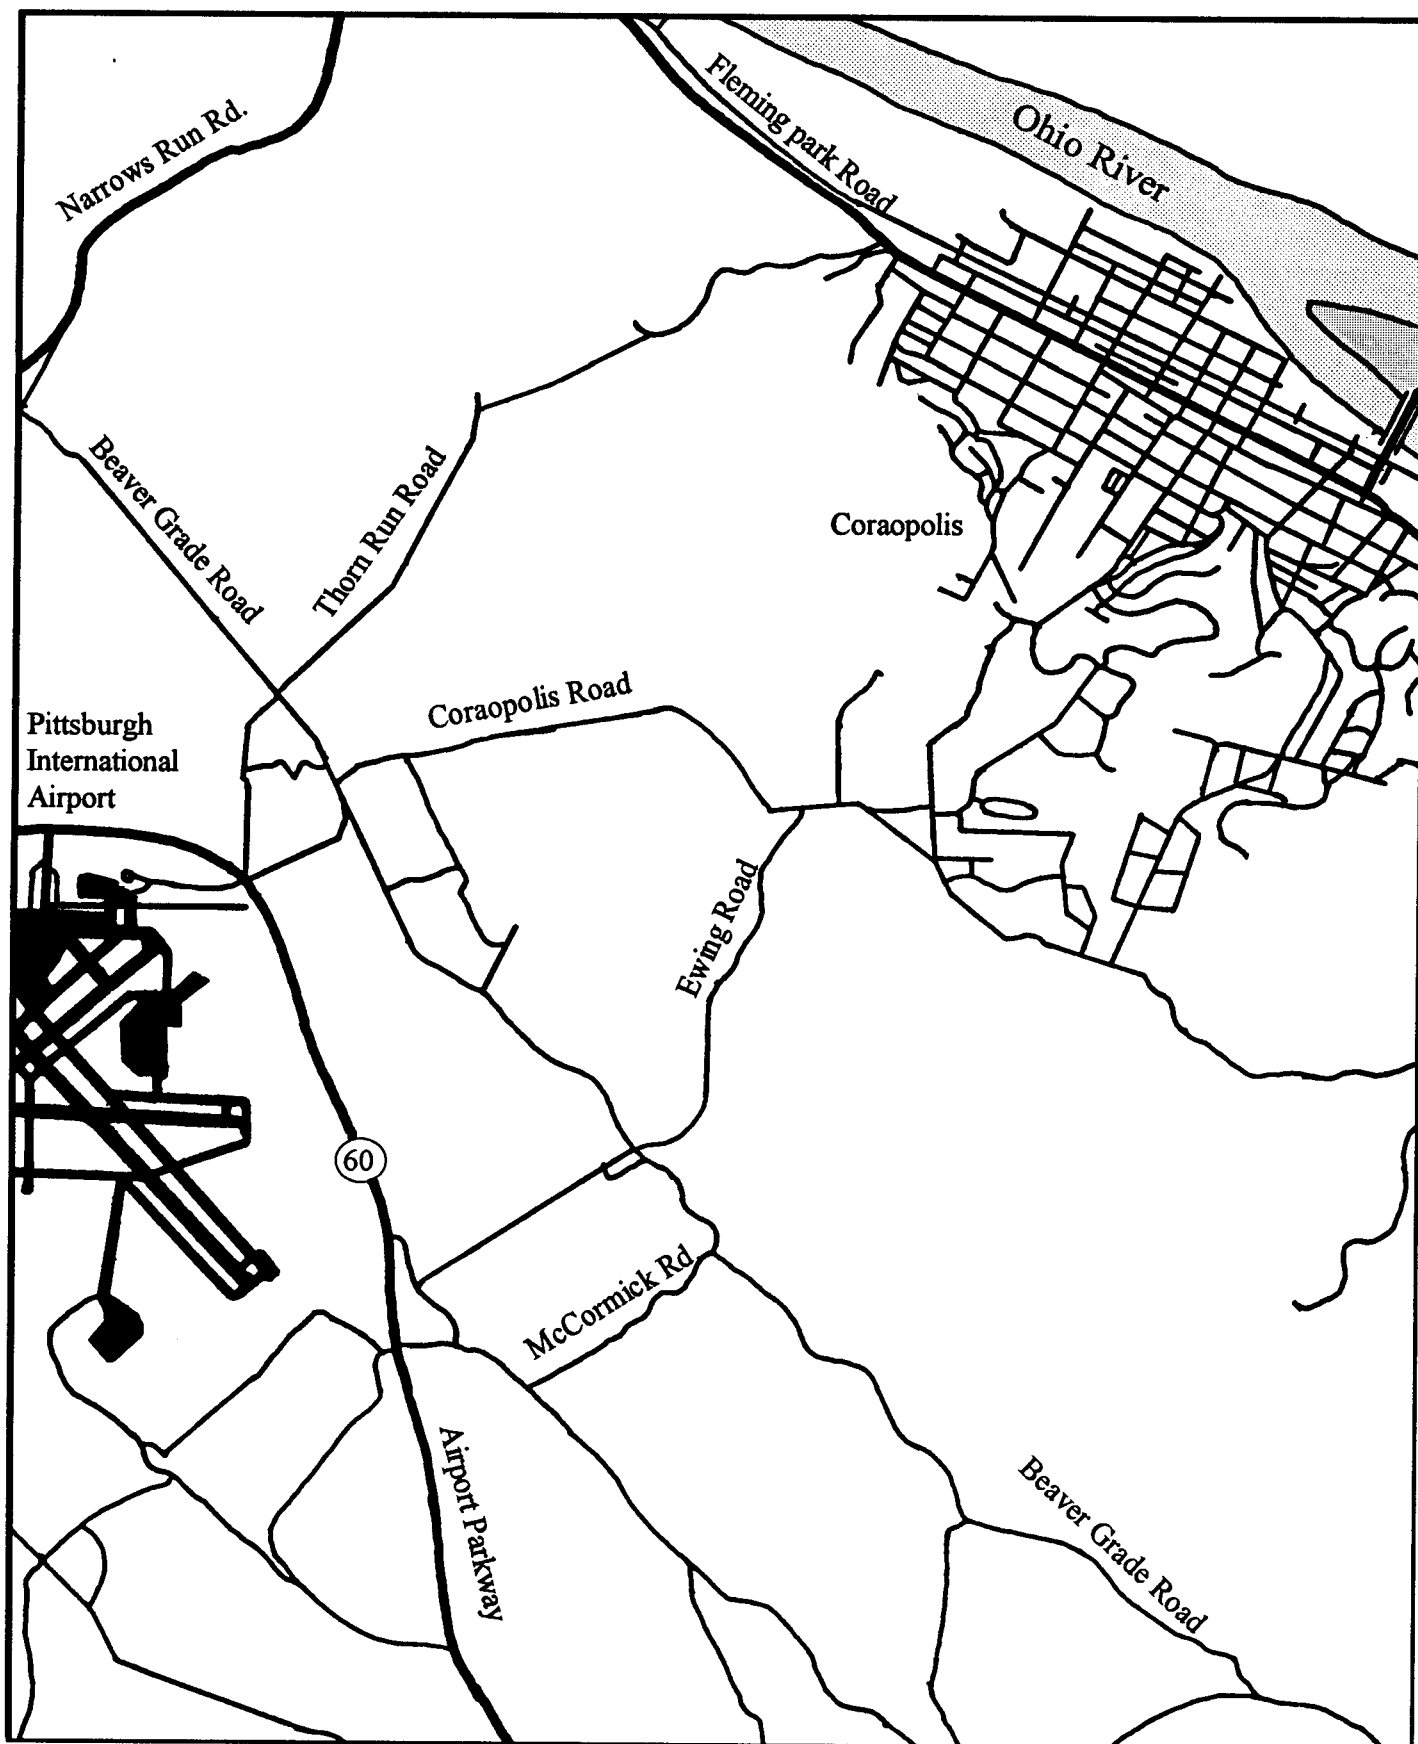 Narrows Run Rd.
Fleming park Road
Ohio River
Beaver Grade Road
Thorn Run Road
Coraopolis
Coraopolis Road
Pittsburgh
International
Airport
Ewing Road
60
McCormick Rd.
Airport Parkway
Beaver Grade Road